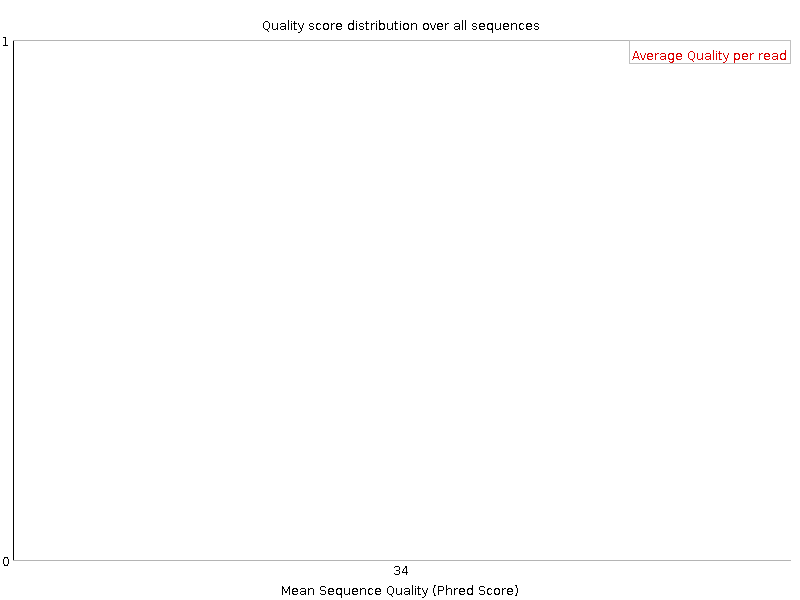 Quality score distribution over all sequences
1
Average Quality per read
0
34
Mean Sequence Quality (Phred Score)